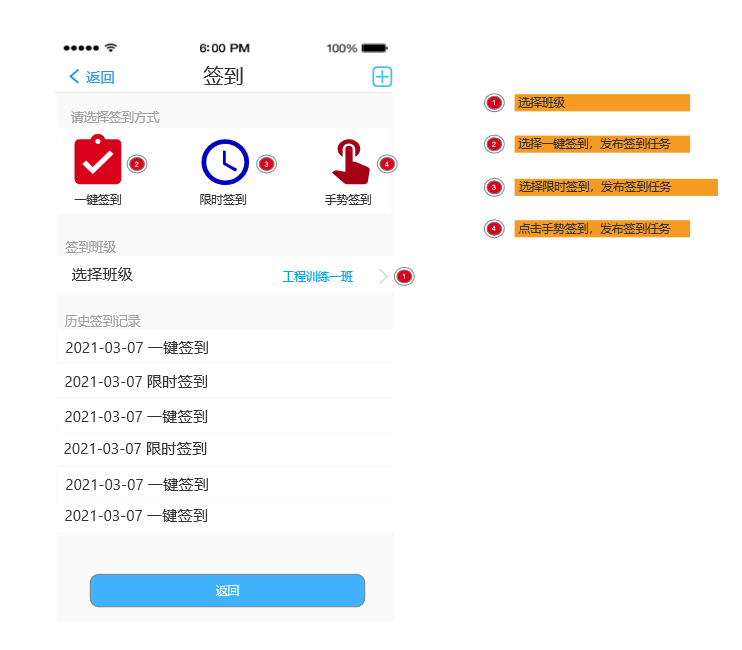 6:00 PM
100%
返回
签到
请选择签到方式
2
3
4
一键签到
限时签到
手势签到
签到班级
选择班级
工程训练一班
1
历史签到记录
2021-03-07 一键签到
2021-03-07 限时签到
2021-03-07 一键签到
2021-03-07 限时签到
2021-03-07 一键签到
2021-03-07 一键签到
返回
1 选择班级
2 选择一键签到，发布签到任务
3 选择限时签到，发布签到任务
4 点击手势签到，发布签到任务